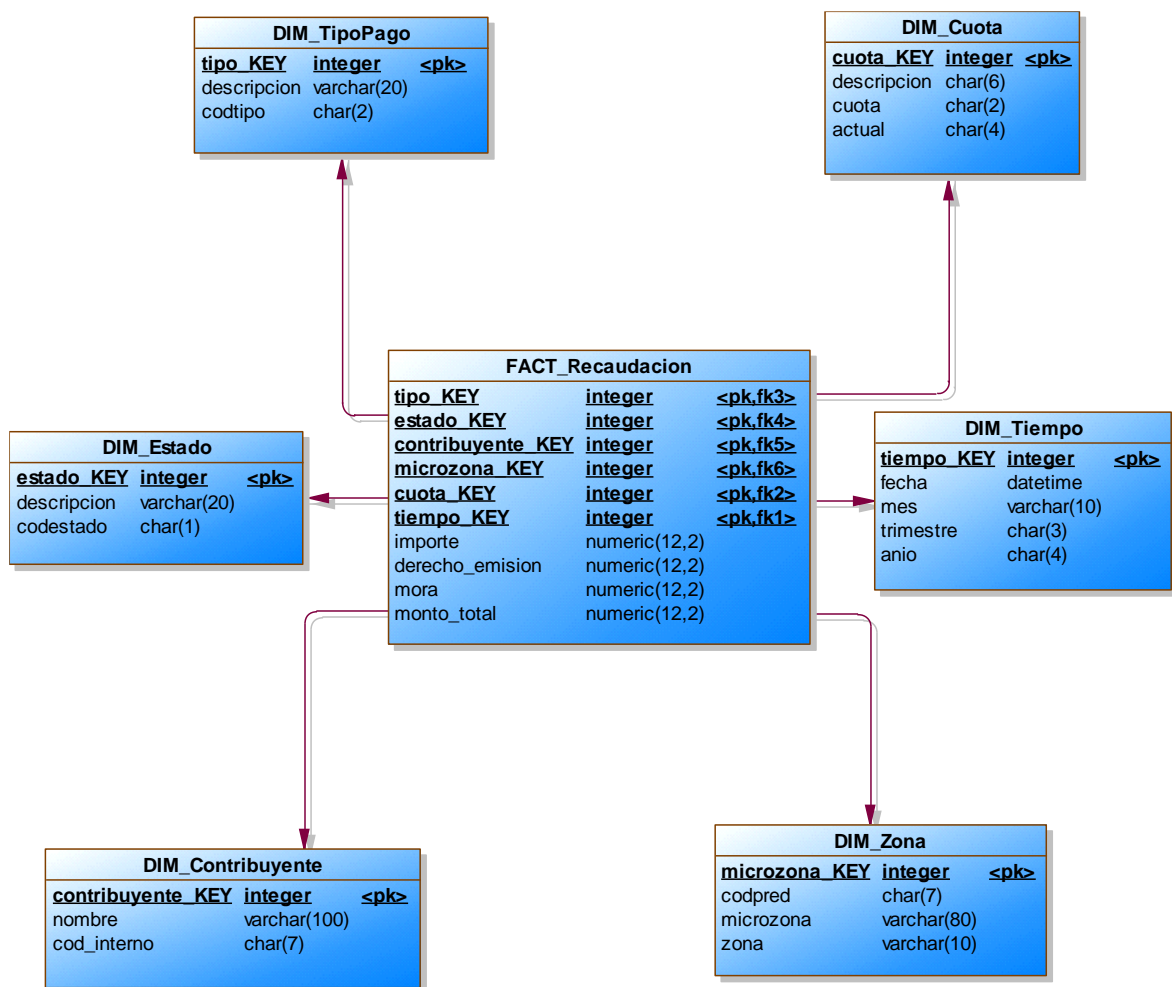 DIM_TipoPago
tipo_KEY integer <pk>
descripcion varchar(20)
codtipo char(2)
DIM_Cuota
cuota_KEY integer <pk>
descripcion char(6)
cuota char(2)
actual char(4)
FACT_Recaudacion
tipo_KEY integer <pk,fk3>
estado_KEY integer <pk,fk4>
contribuyente_KEY integer <pk,fk5>
microzona_KEY integer <pk,fk6>
cuota_KEY integer <pk,fk2>
tiempo_KEY integer <pk,fk1>
importe numeric(12,2)
derecho_emision numeric(12,2)
mora numeric(12,2)
monto_total numeric(12,2)
DIM_Estado
estado_KEY integer <pk>
descripcion varchar(20)
codestado char(1)
DIM_Tiempo
tiempo_KEY integer <pk>
fecha datetime
mes varchar(10)
trimestre char(3)
anio char(4)
DIM_Contribuyente
contribuyente_KEY integer <pk>
nombre varchar(100)
cod_interno char(7)
DIM_Zona
microzona_KEY integer <pk>
codpred char(7)
microzona varchar(80)
zona varchar(10)